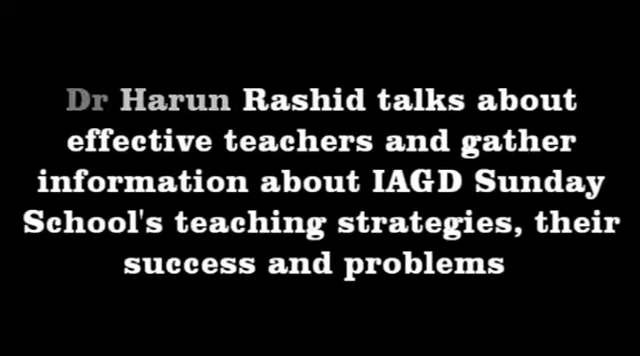 Dr Harun Rashid talks about
effective teachers and gather
information about IAGD Sunday
School's teaching strategies, their
success and problems